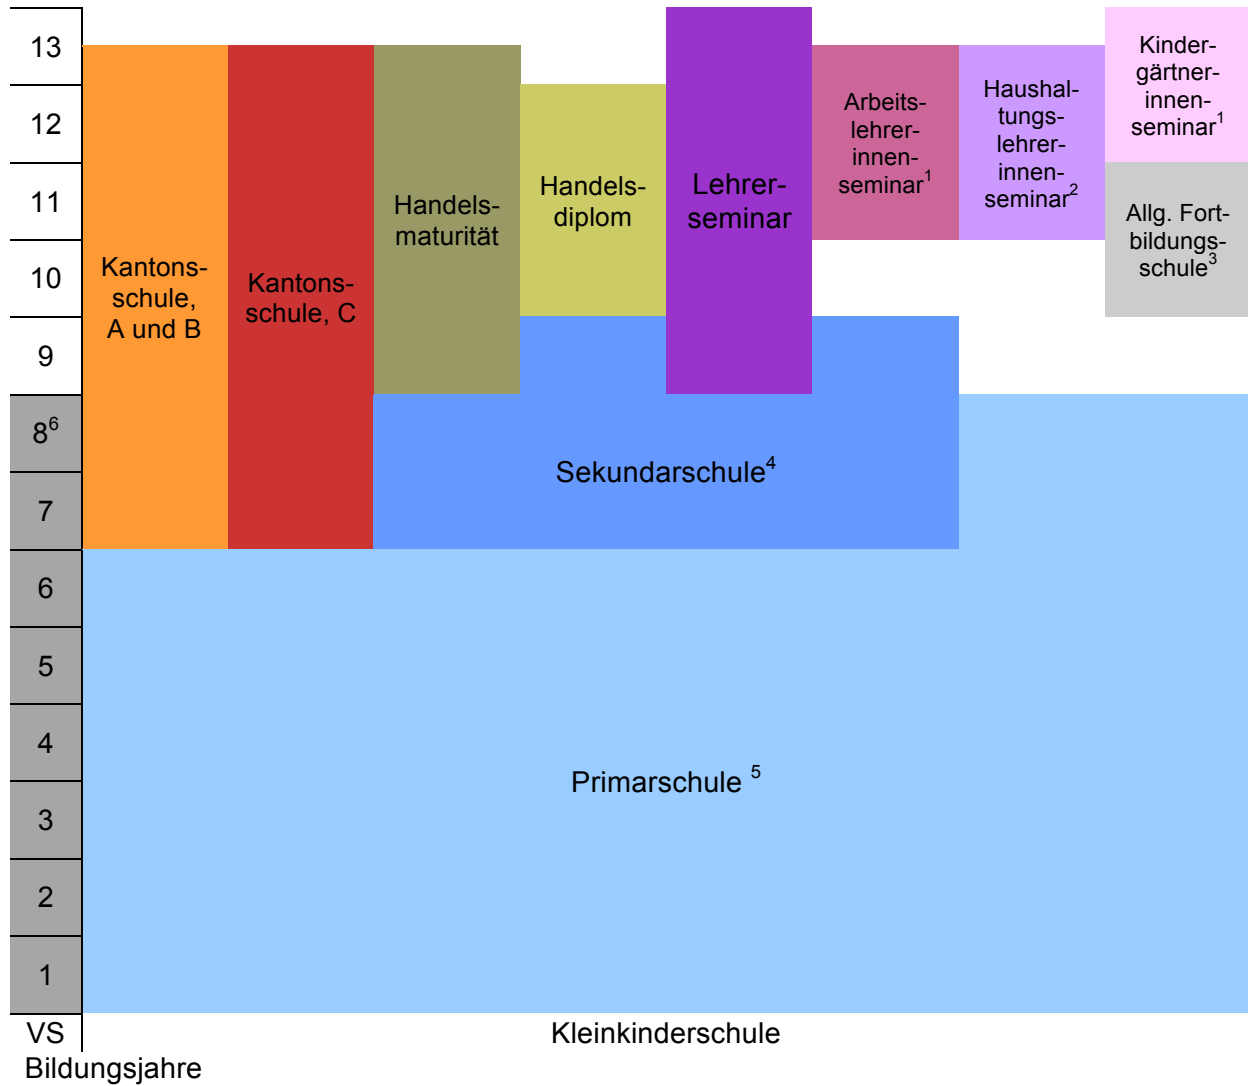 13
12
11
10
9
8⁶
7
6
5
4
3
2
1
VS
Bildungsjahre
Kantons-
schule,
A und B
Kantons-
schule, C
Handels-
maturität
Handels-
diplom
Lehrer-
seminar
Arbeits-
lehrer-
innen-
seminar¹
Haushal-
tungs-
lehrer-
innen-
seminar²
Kinder-
gärtner-
innen-
seminar¹
Allg. Fort-
bildungs-
schule³
Sekundarschule⁴
Primarschule ⁵
Kleinkinderschule